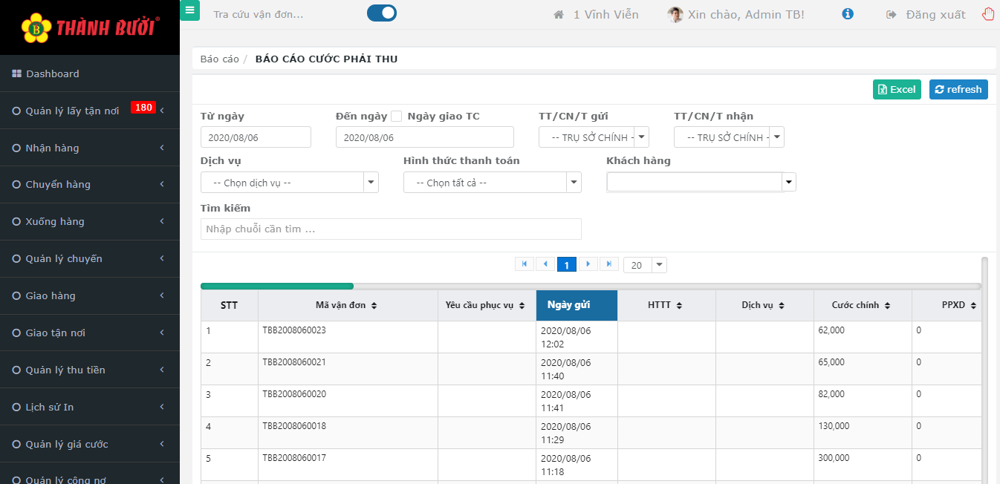 THÀNH BƯỞI®
B
Tra cứu vận đơn...
1 Vĩnh Viễn
Xin chào, Admin TB!
Đăng xuất
Dashboard
Quản lý lấy tận nơi 180
Nhận hàng
Chuyển hàng
Xuống hàng
Quản lý chuyến
Giao hàng
Giao tận nơi
Quản lý thu tiền
Lịch sử In
Quản lý giá cước
Quản lý công nợ
Báo cáo / BÁO CÁO CƯỚC PHẢI THU
Excel refresh
Từ ngày Đến ngày Ngày giao TC TT/CN/T gửi TT/CN/T nhận
2020/08/06 2020/08/06 -- TRỤ SỞ CHÍNH - -- TRỤ SỞ CHÍNH -
Dịch vụ Hình thức thanh toán Khách hàng
-- Chọn dịch vụ -- -- Chọn tất cả --
Tìm kiếm
Nhập chuỗi cần tìm ...
1 20
STT Mã vận đơn Yêu cầu phục vụ Ngày gửi HTTT Dịch vụ Cước chính PPXD
1 TBB2008060023 2020/08/06 62,000 0
12:02
2 TBB2008060021 2020/08/06 65,000 0
11:40
3 TBB2008060020 2020/08/06 82,000 0
11:41
4 TBB2008060018 2020/08/06 130,000 0
11:29
5 TBB2008060017 2020/08/06 300,000 0
11:18